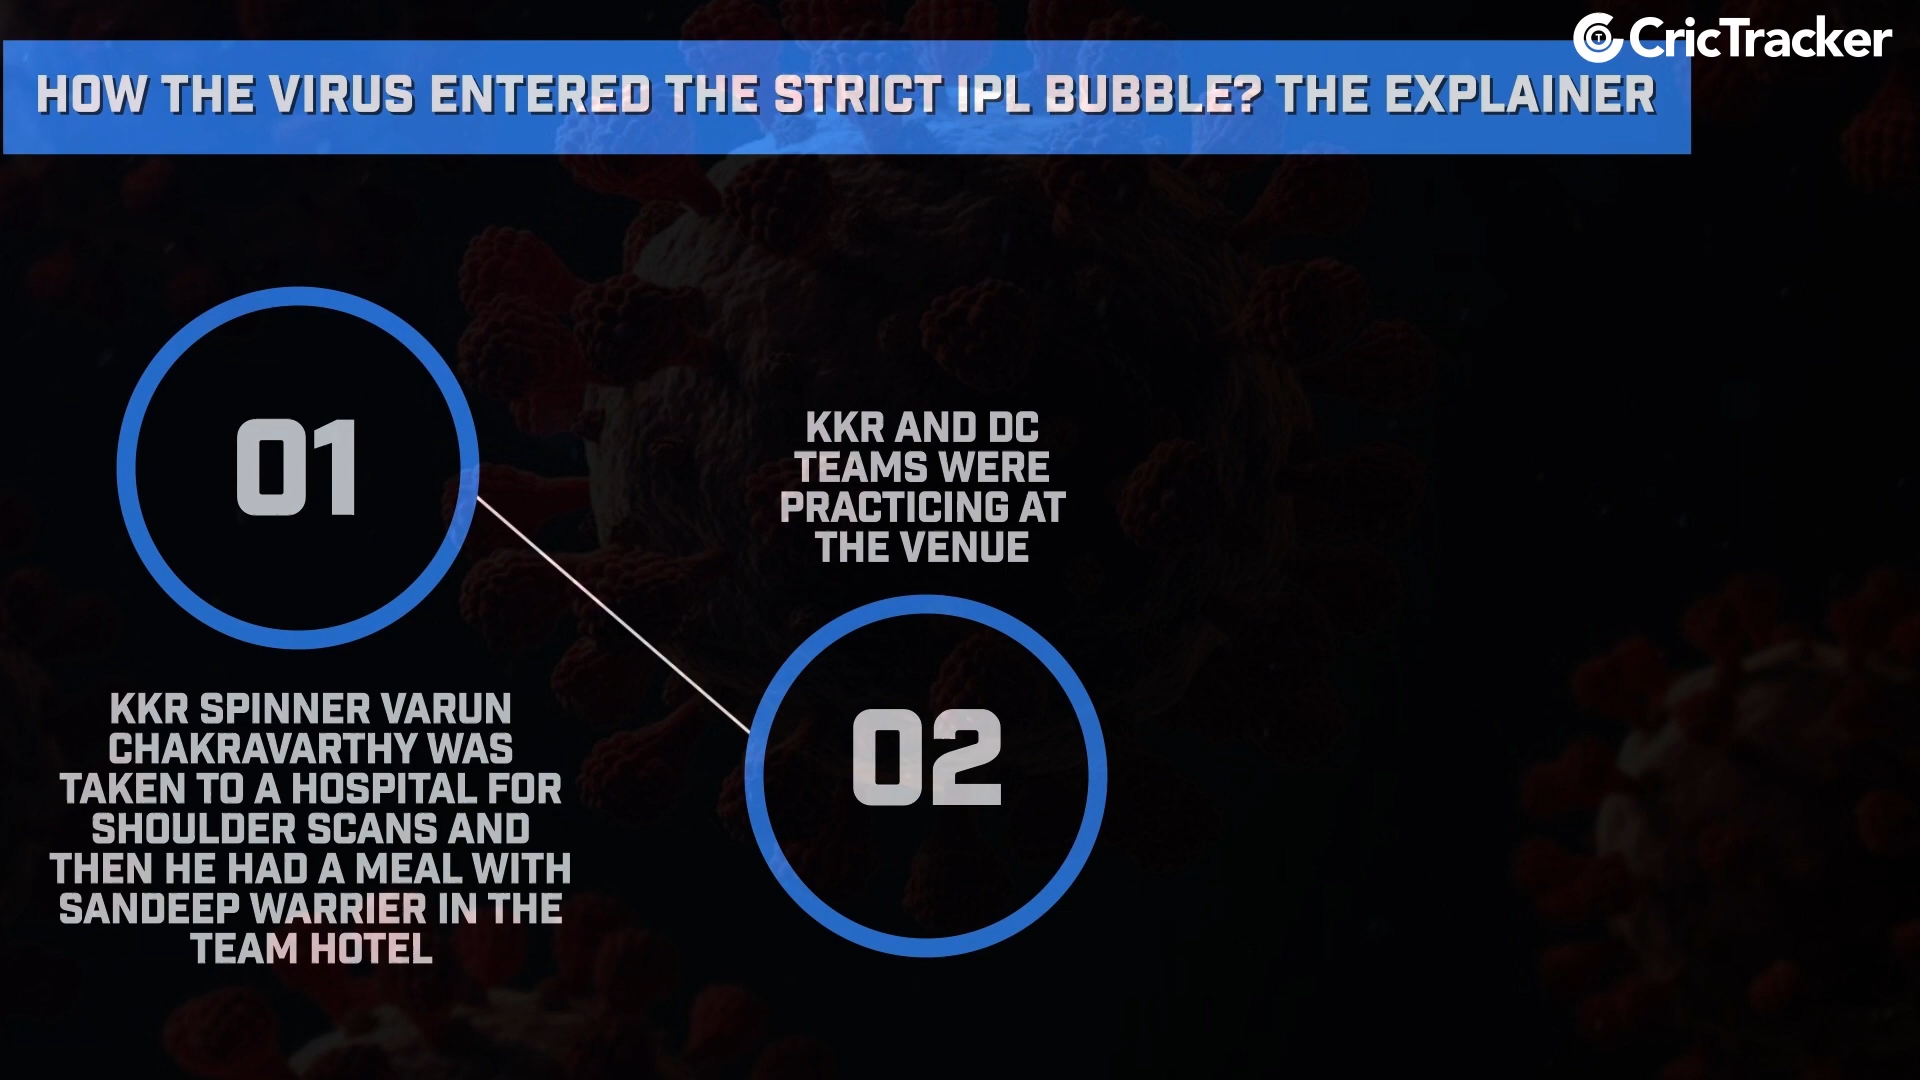 CricTracker
HOW THE VIRUS ENTERED THE STRICT IPL BUBBLE? THE EXPLAINER
01
KKR SPINNER VARUN
CHAKRAVARTHY WAS
TAKEN TO A HOSPITAL FOR
SHOULDER SCANS AND
THEN HE HAD A MEAL WITH
SANDEEP WARRIER IN THE
TEAM HOTEL
KKR AND DC
TEAMS WERE
PRACTICING AT
THE VENUE
02